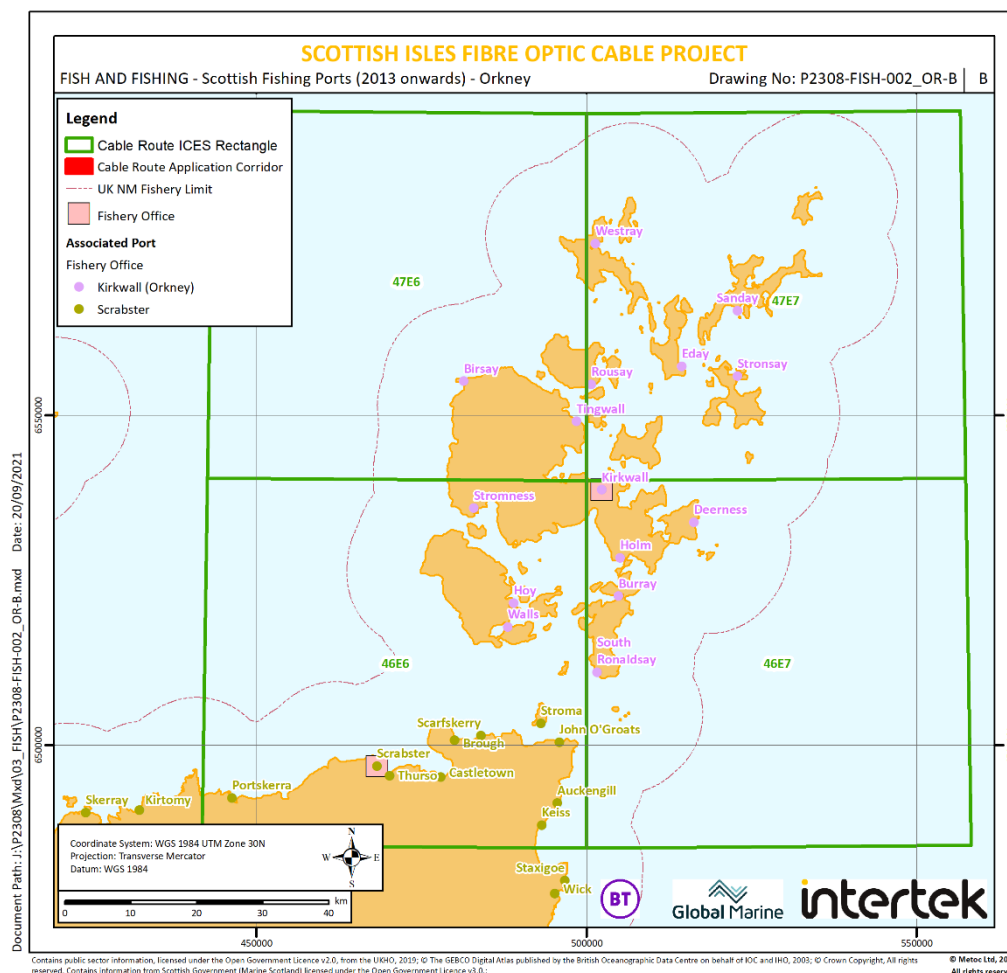 SCOTTISH ISLES FIBRE OPTIC CABLE PROJECT
FISH AND FISHING - Scottish Fishing Ports (2013 onwards) - Orkney
Drawing No: P2308-FISH-002_OR-B
B
Legend
Cable Route ICES Rectangle
Cable Route Application Corridor
UK NM Fishery Limit
Fishery Office
Associated Port
Fishery Office
Kirkwall (Orkney)
Scrabster
Westray
47E6
Sanday
47E7
Eday
Stronsay
Birsay
Rousay
Tingwall
Kirkwall
Stromness
Deerness
Holm
Burray
Hoy
Walls
South
Ronaldsay
46E6
46E7
Stroma
Scarfskerry
John O'Groats
Brough
Scrabster
Thurso
Castletown
Portskerra
Auckengill
Skerray
Kirtomy
Keiss
Staxigoe
Wick
Coordinate System: WGS 1984 UTM Zone 30N
Projection: Transverse Mercator
Datum: WGS 1984
N
W
E
S
km
0
10
20
30
40
BT
Global Marine
intertek
6550000
6500000
450000
500000
550000
Document Path: J:\P2308\Mxd\03_FISH\P2308-FISH-002_OR-B.mxd Date: 20/09/2021
Contains public sector information, licensed under the Open Government Licence v2.0, from the UKHO, 2019; © The GEBCO Digital Atlas published by the British Oceanographic Data Centre on behalf of IOC and IHO, 2003; © Crown Copyright, All rights
reserved. Contains information from Scottish Government (Marine Scotland) licensed under the Open Government Licence v3.0.;
© Metoc Ltd, 20
All rights reserv